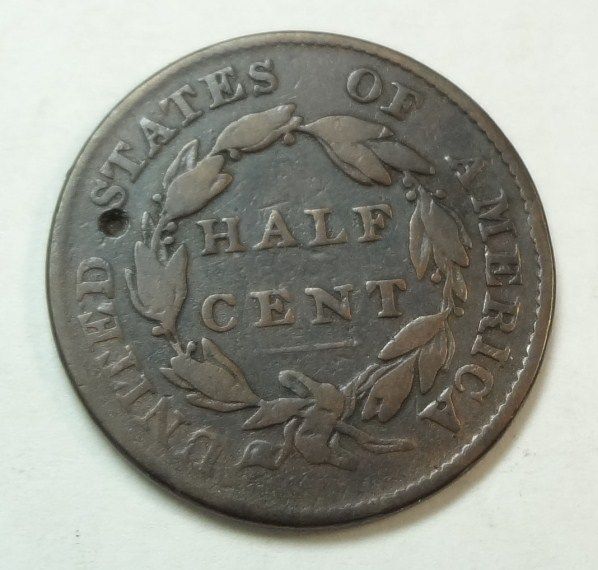 UNITED STATES OF AMERICA
HALF
CENT